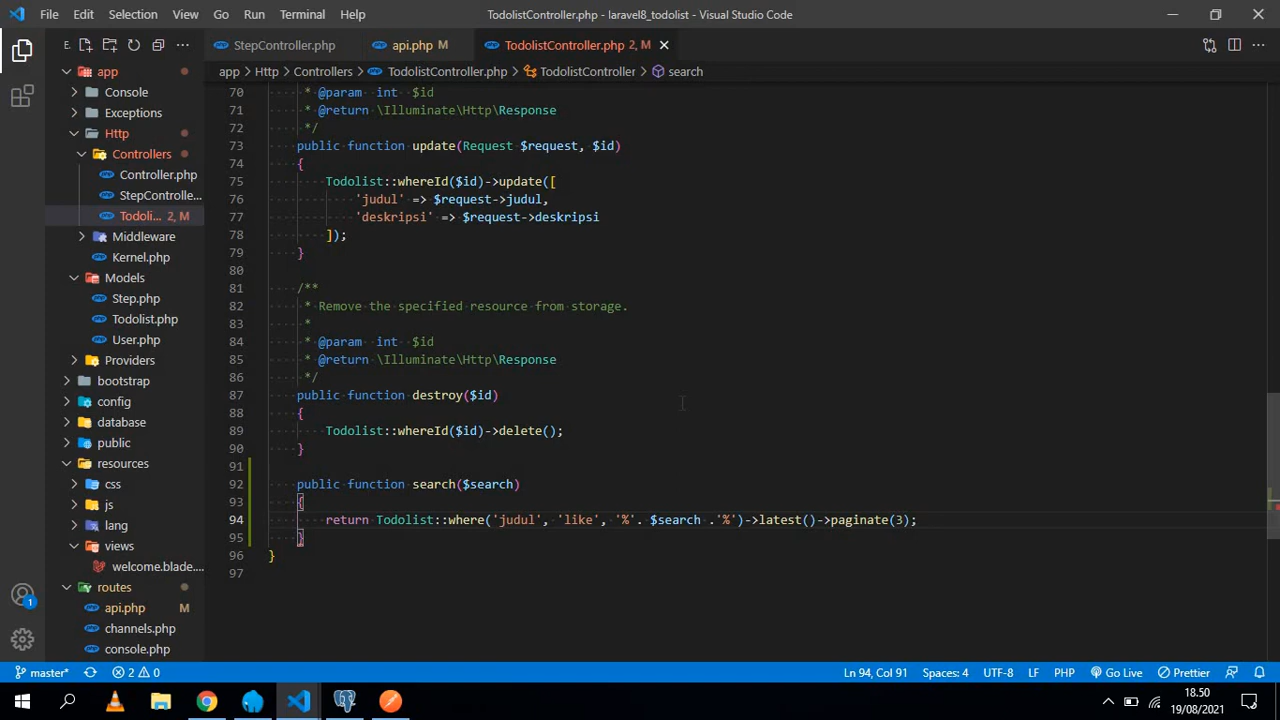 File Edit Selection View Go Run Terminal Help TodolistController.php - laravel8_todolist - Visual Studio Code
E.
StepController.php api.php M TodolistController.php 2, M
app > Http > Controllers > TodolistController.php > TodolistController > search
app
Console
Exceptions
Http
Controllers
Controller.php
StepControlle...
Todoli... 2, M
Middleware
Kernel.php
Models
Step.php
Todolist.php
User.php
Providers
bootstrap
config
database
public
resources
css
js
lang
views
welcome.blade...
routes
api.php M
channels.php
console.php
70 * @param int $id
71 * @return \Illuminate\Http\Response
72 */
73 public function update(Request $request, $id)
74 {
75 Todolist::whereId($id)->update([
76 'judul' => $request->judul,
77 'deskripsi' => $request->deskripsi
78 ]);
79 }
80
81 /**
82 * Remove the specified resource from storage.
83 *
84 * @param int $id
85 * @return \Illuminate\Http\Response
86 */
87 public function destroy($id)
88 {
89 Todolist::whereId($id)->delete();
90 }
91
92 public function search($search)
93 {
94 return Todolist::where('judul', 'like', '%'. $search .'%')->latest()->paginate(3);
95 }
96 }
97
1
master* 2 0 Ln 94, Col 91 Spaces: 4 UTF-8 LF PHP Go Live Prettier
18.50
19/08/2021